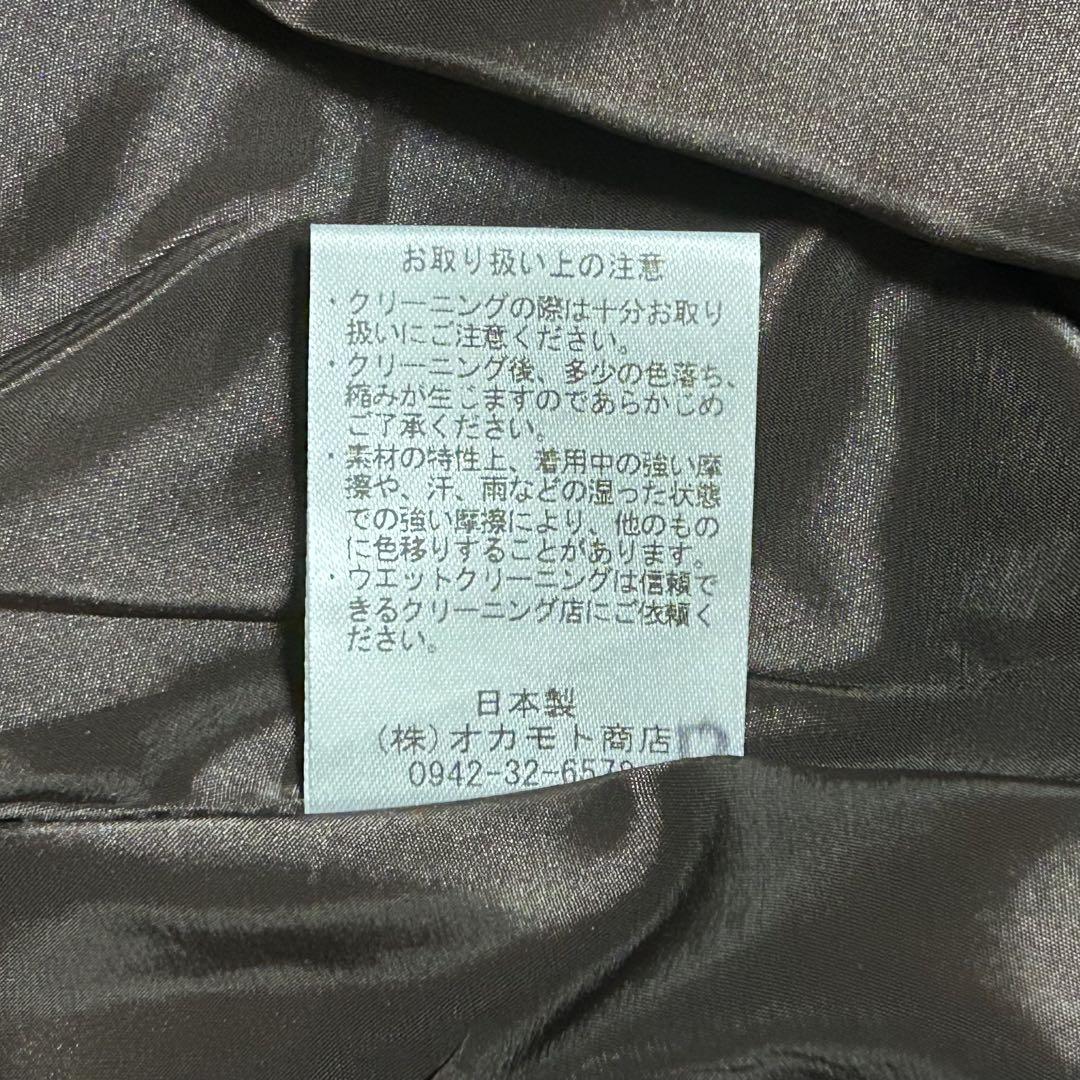 お取り扱い上の注意
・クリーニングの際は十分お取り
扱いにご注意ください。
・クリーニング後、多少の色落ち、
縮みが生じますのであらかじめ
ご了承ください。
・素材の特性上、着用中の強い摩
擦や、汗、雨などの湿った状態
での強い摩擦により、他のもの
に色移りすることがあります。
・ウエットクリーニングは信頼で
きるクリーニング店にご依頼く
ださい。
日本製
(株)オカモト商店